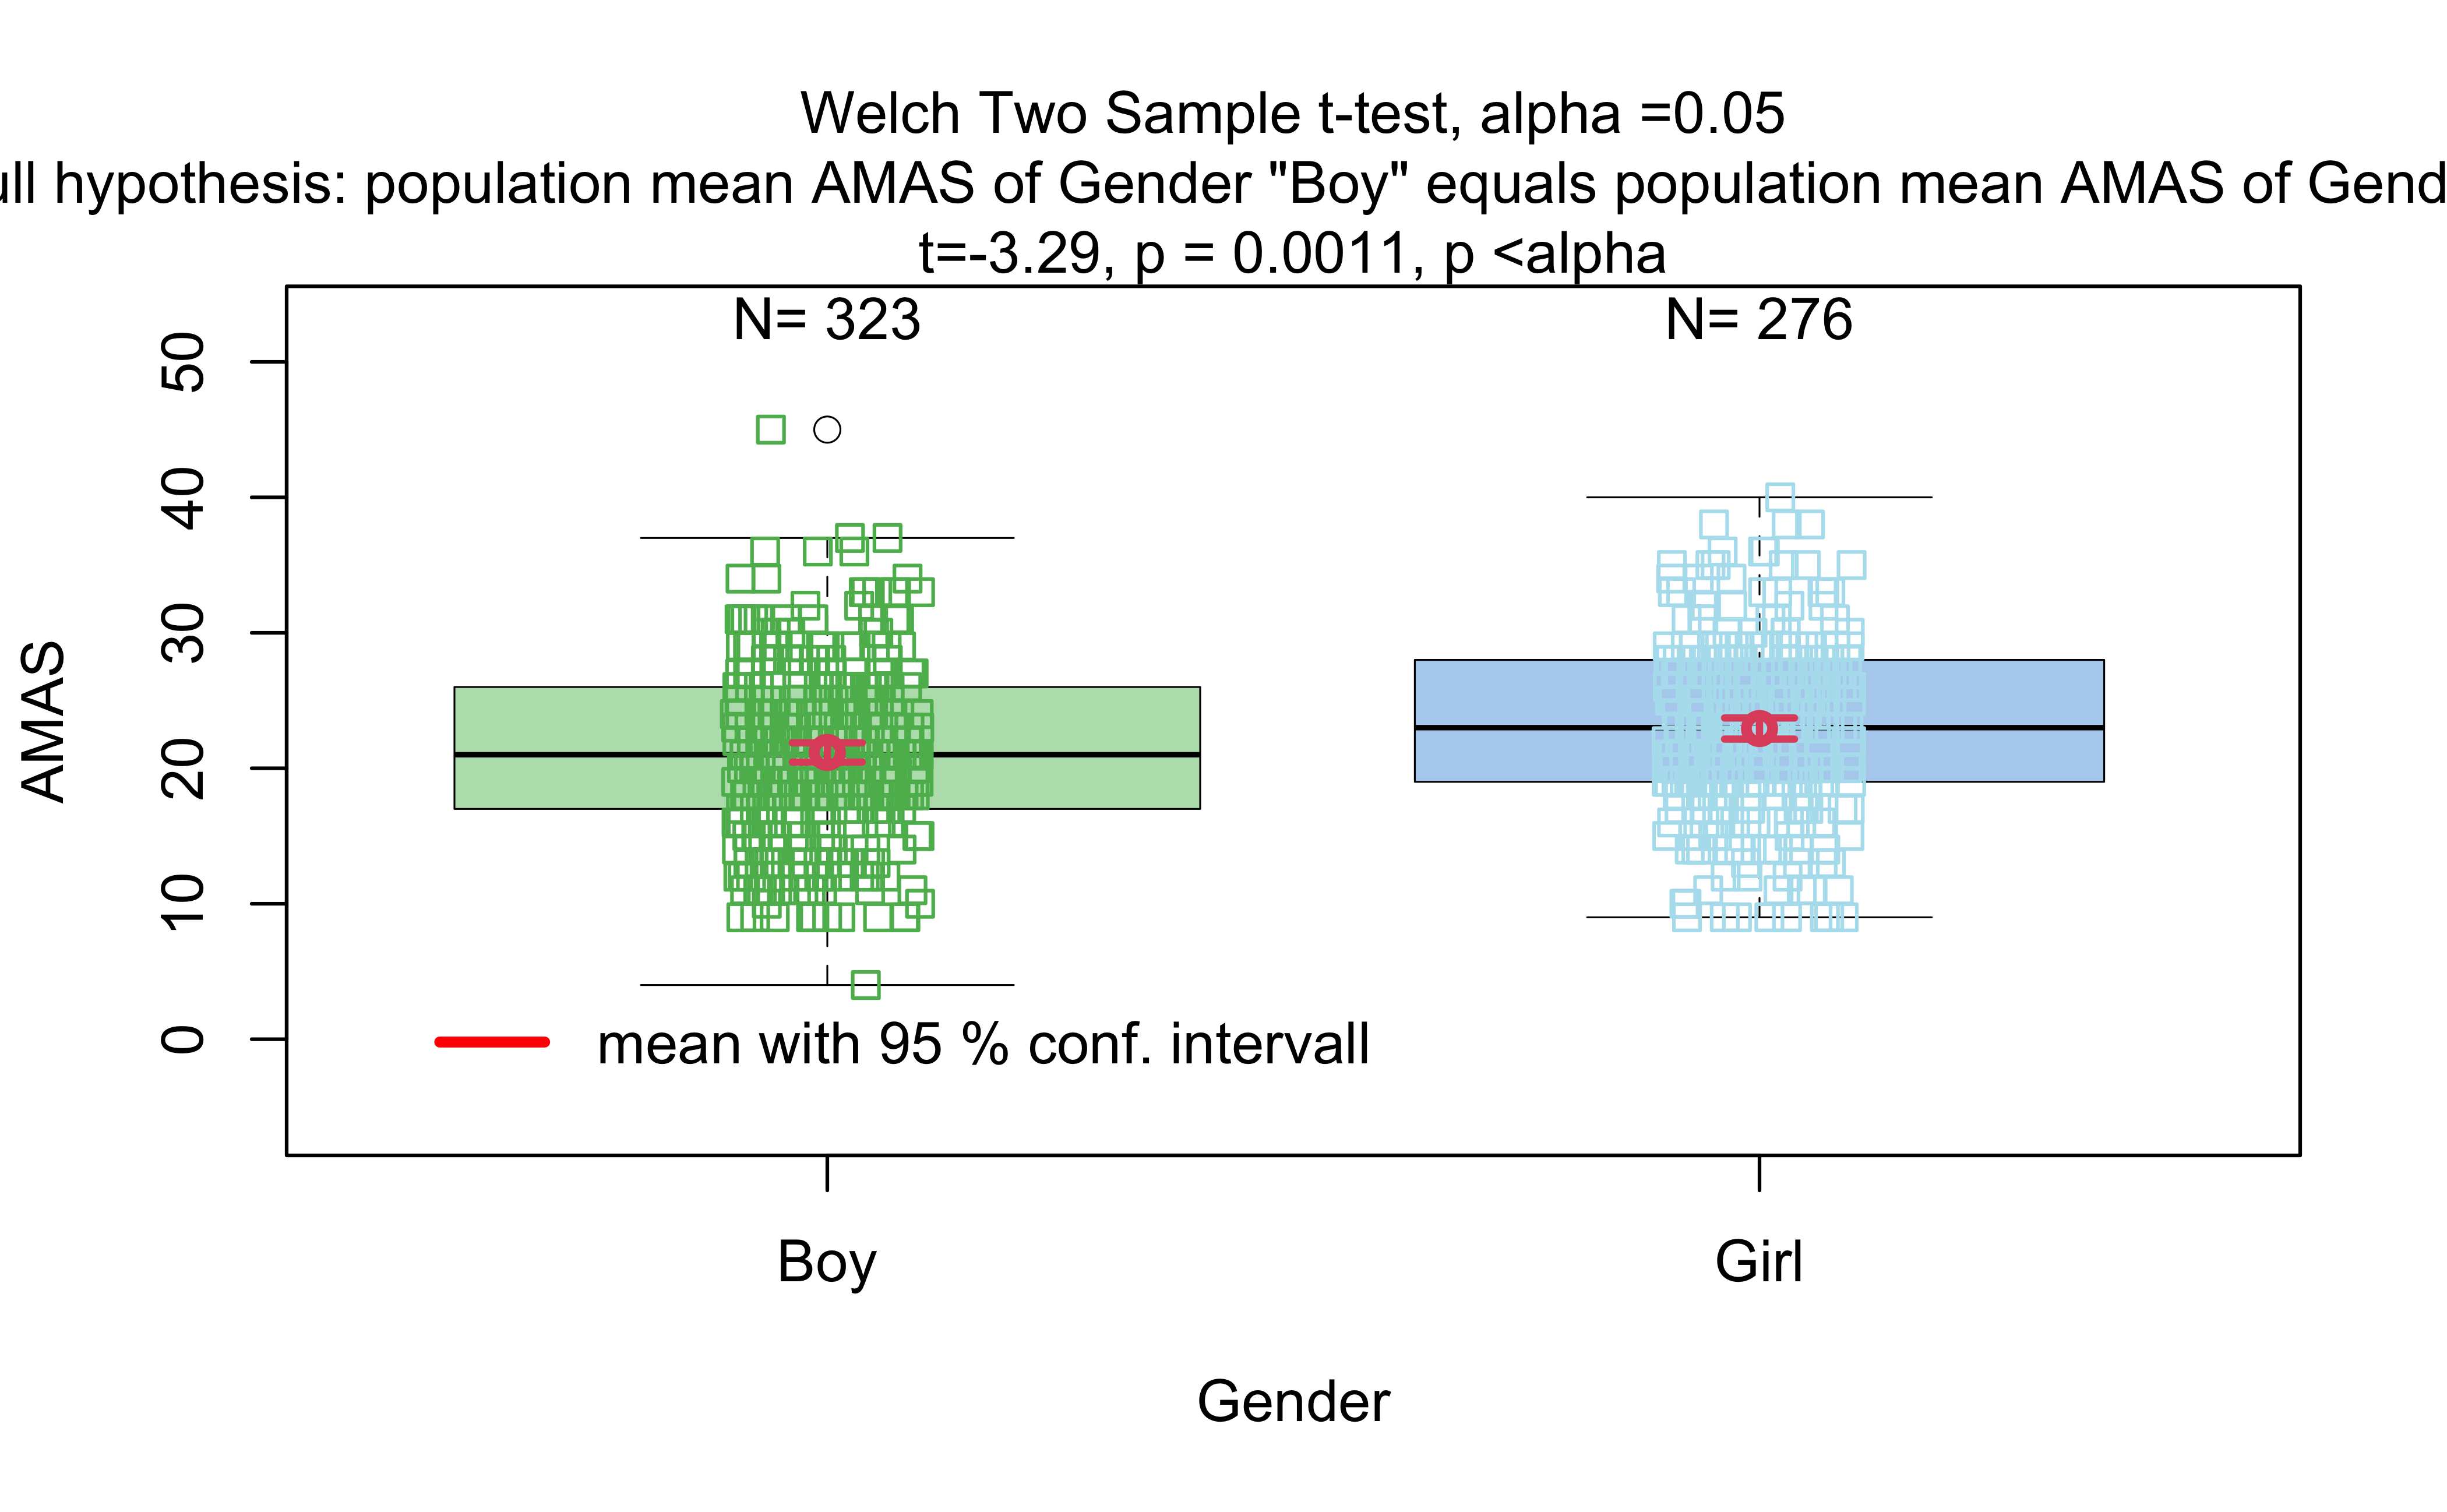 Welch Two Sample t-test, alpha =0.05
hypothesis: population mean AMAS of Gender "Boy" equals population mean AMAS of
t=-3.29, p = 0.0011, p <alpha
N= 323
N= 276
50
40
30
20
10
0
AMAS
mean with 95 % conf. intervall
Boy
Girl
Gender